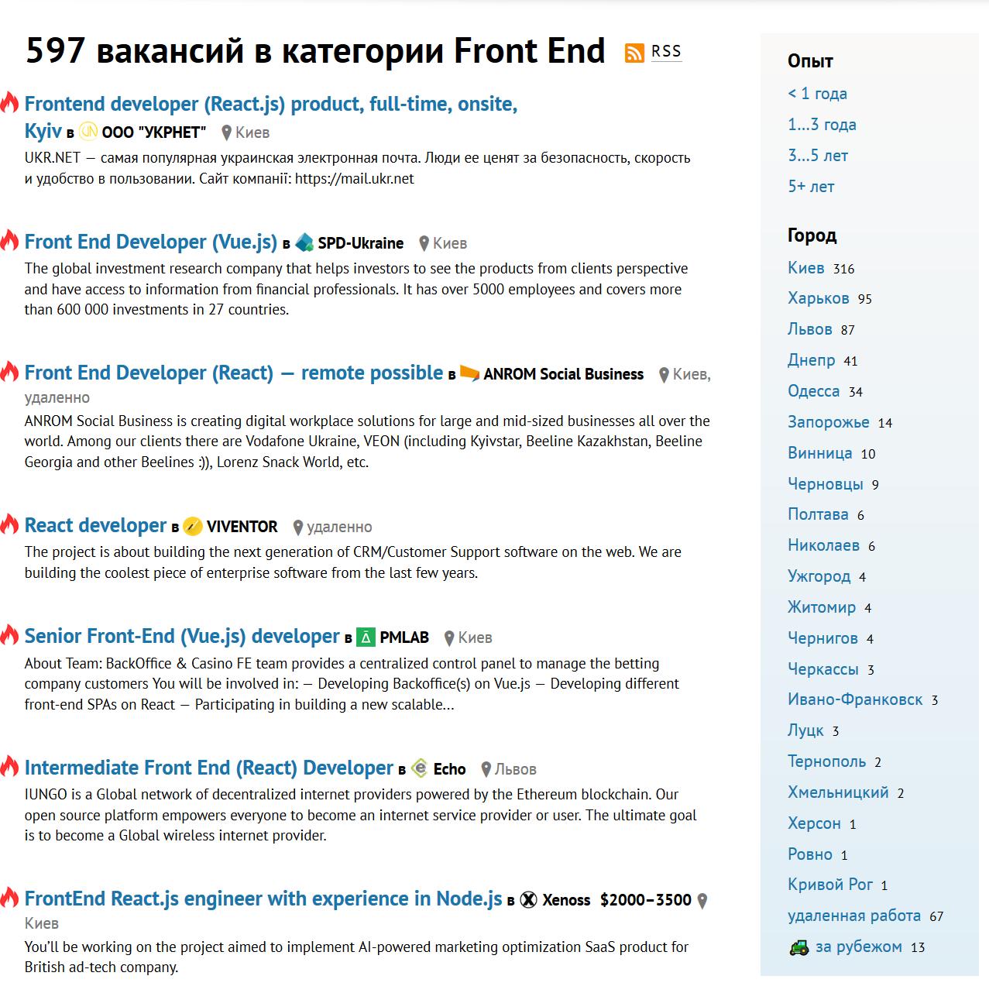 597 вакансий в категории Front End RSS
Frontend developer (React.js) product, full-time, onsite,
Kyiv в ООО "УКРНЕТ" Киев
UKR.NET — самая популярная украинская электронная почта. Люди ее ценят за безопасность, скорость
и удобство в пользовании. Сайт компанії: https://mail.ukr.net
Front End Developer (Vue.js) в SPD-Ukraine Киев
The global investment research company that helps investors to see the products from clients perspective
and have access to information from financial professionals. It has over 5000 employees and covers more
than 600 000 investments in 27 countries.
Front End Developer (React) — remote possible в ANROM Social Business Киев,
удаленно
ANROM Social Business is creating digital workplace solutions for large and mid-sized businesses all over the
world. Among our clients there are Vodafone Ukraine, VEON (including Kyivstar, Beeline Kazakhstan, Beeline
Georgia and other Beelines :)), Lorenz Snack World, etc.
React developer в VIVENTOR удаленно
The project is about building the next generation of CRM/Customer Support software on the web. We are
building the coolest piece of enterprise software from the last few years.
Senior Front-End (Vue.js) developer в PMLAB Киев
About Team: BackOffice & Casino FE team provides a centralized control panel to manage the betting
company customers You will be involved in: — Developing Backoffice(s) on Vue.js — Developing different
front-end SPAs on React — Participating in building a new scalable...
Intermediate Front End (React) Developer в Echo Львов
IUNGO is a Global network of decentralized internet providers powered by the Ethereum blockchain. Our
open source platform empowers everyone to become an internet service provider or user. The ultimate goal
is to become a Global wireless internet provider.
FrontEnd React.js engineer with experience in Node.js в Xenoss $2000–3500
Киев
You’ll be working on the project aimed to implement AI-powered marketing optimization SaaS product for
British ad-tech company.
Опыт
< 1 года
1...3 года
3...5 лет
5+ лет
Город
Киев 316
Харьков 95
Львов 87
Днепр 41
Одесса 34
Запорожье 14
Винница 10
Черновцы 9
Полтава 6
Николаев 6
Ужгород 4
Житомир 4
Чернигов 4
Черкассы 3
Ивано-Франковск 3
Луцк 3
Тернополь 2
Хмельницкий 2
Херсон 1
Ровно 1
Кривой Рог 1
удаленная работа 67
за рубежом 13